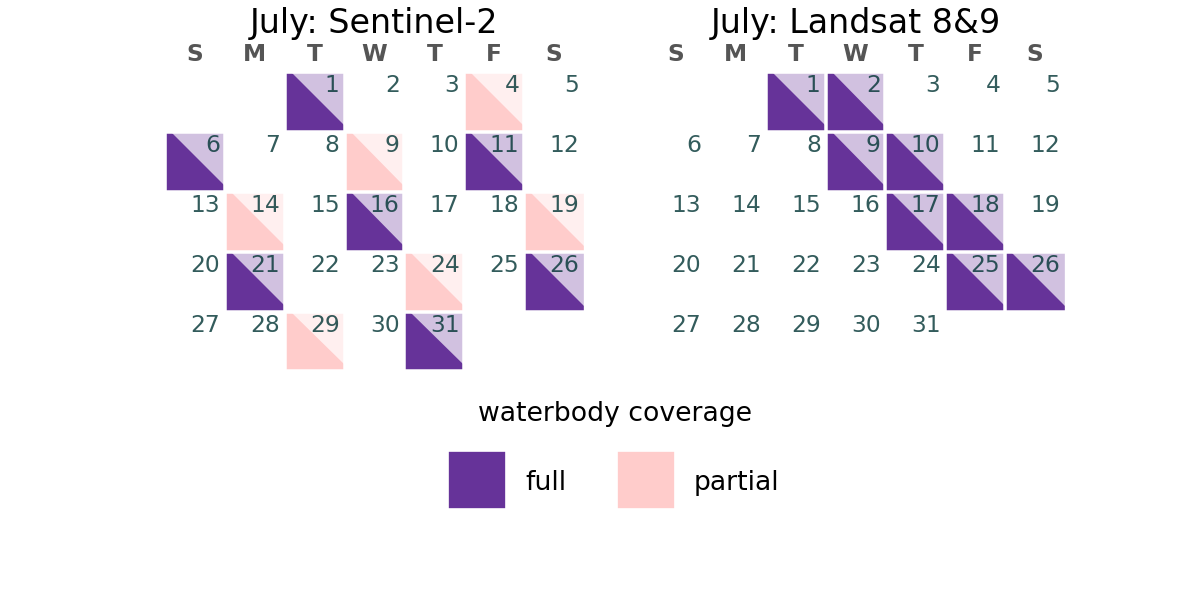 July: Sentinel-2
S M T W T F S
1 2 3 4 5
6 7 8 9 10 11 12
13 14 15 16 17 18 19
20 21 22 23 24 25 26
27 28 29 30 31
July: Landsat 8&9
S M T W T F S
1 2 3 4 5
6 7 8 9 10 11 12
13 14 15 16 17 18 19
20 21 22 23 24 25 26
27 28 29 30 31
waterbody coverage
full
partial